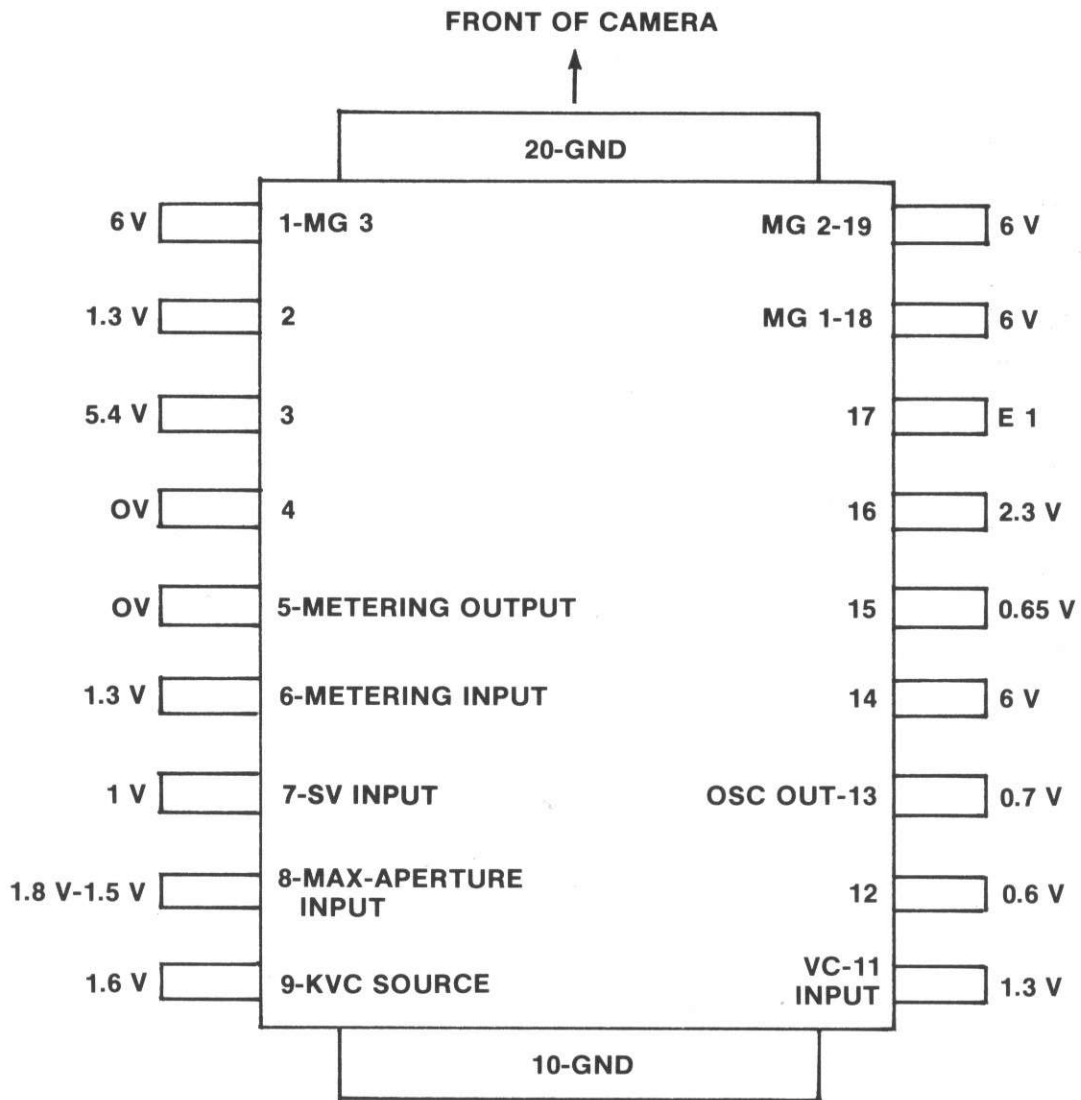 FRONT OF CAMERA
20-GND
6 V 1-MG 3 MG 2-19 6 V
1.3 V 2 MG 1-18 6 V
5.4 V 3 17 E 1
OV 4 16 2.3 V
OV 5-METERING OUTPUT 15 0.65 V
1.3 V 6-METERING INPUT 14 6 V
1 V 7-SV INPUT OSC OUT-13 0.7 V
1.8 V-1.5 V 8-MAX-APERTURE
INPUT 12 0.6 V
1.6 V 9-KVC SOURCE VC-11
INPUT 1.3 V
10-GND